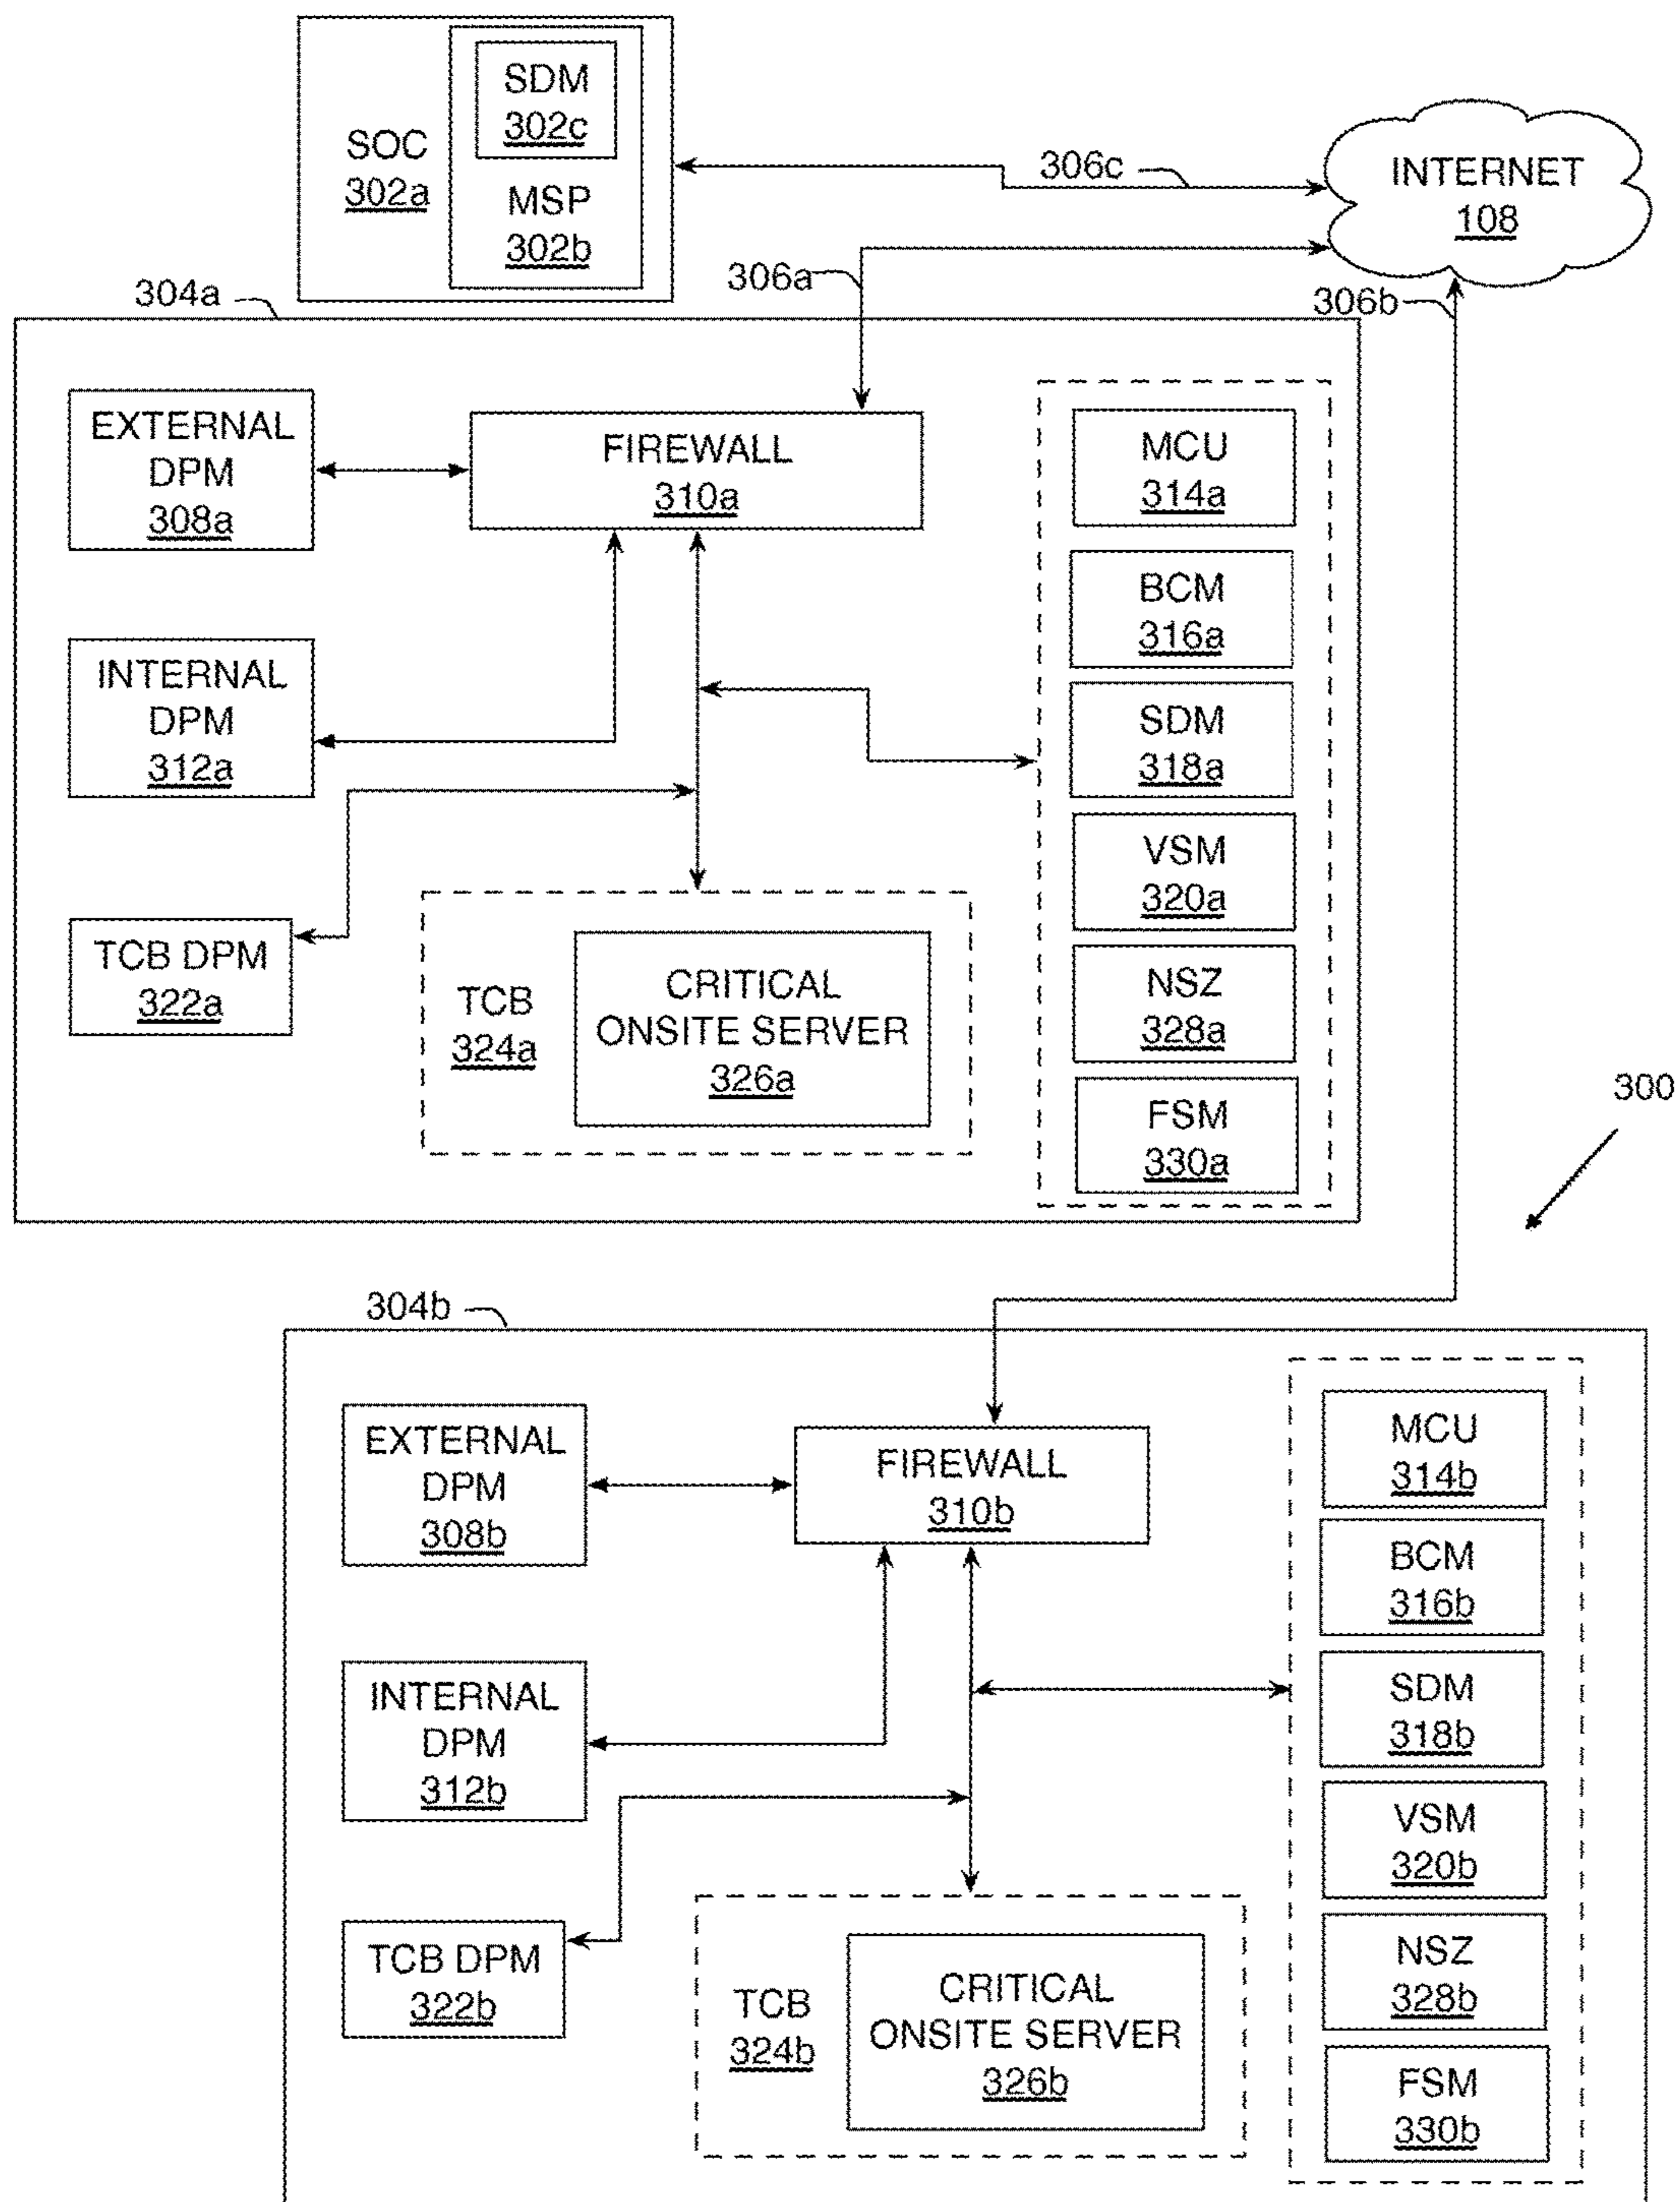 SDM
302c
SOC
302a
MSP
302b
306c
INTERNET
108
306a
306b
304a
EXTERNAL
DPM
308a
FIREWALL
310a
MCU
314a
BCM
316a
INTERNAL
DPM
312a
SDM
318a
VSM
320a
TCB DPM
322a
TCB
324a
CRITICAL
ONSITE SERVER
326a
NSZ
328a
FSM
330a
300
304b
EXTERNAL
DPM
308b
FIREWALL
310b
MCU
314b
BCM
316b
INTERNAL
DPM
312b
SDM
318b
VSM
320b
TCB DPM
322b
TCB
324b
CRITICAL
ONSITE SERVER
326b
NSZ
328b
FSM
330b